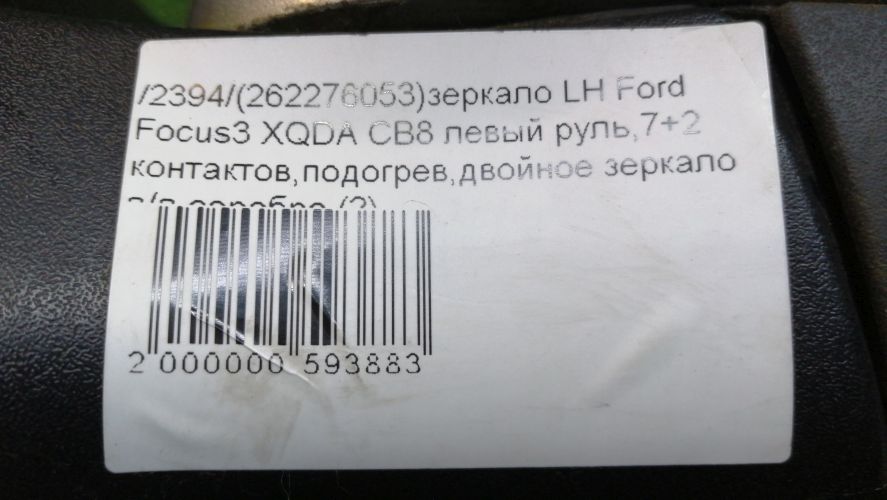 /2394/(262276053)зеркало LH Ford
Focus3 XQDA CB8 левый руль,7+2
контактов,подогрев,двойное зеркало
2 000000 593883